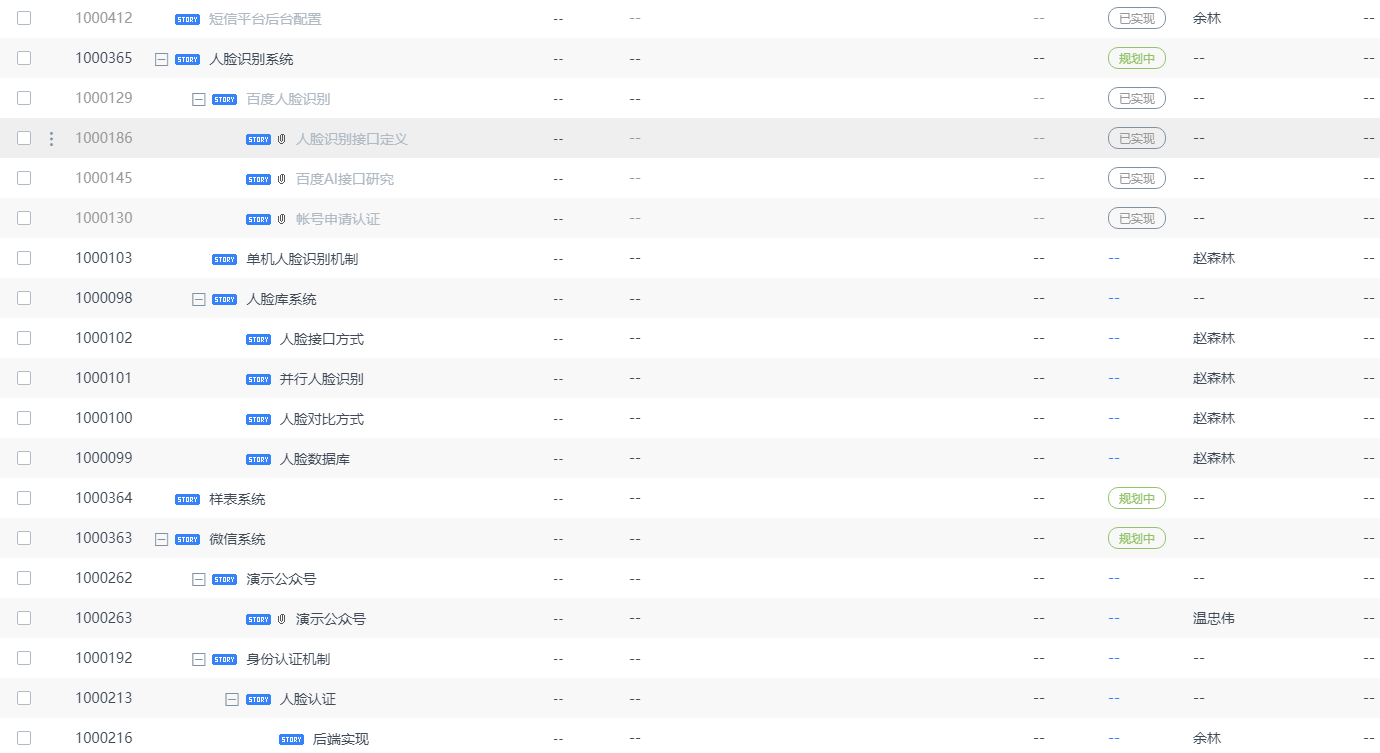 1000412 STORY 短信平台后台配置 -- -- -- 已实现 余林 --
1000365 STORY 人脸识别系统 -- -- -- 规划中 -- --
1000129 STORY 百度人脸识别 -- -- -- 已实现 -- --
1000186 STORY 人脸识别接口定义 -- -- -- 已实现 -- --
1000145 STORY 百度AI接口研究 -- -- -- 已实现 -- --
1000130 STORY 帐号申请认证 -- -- -- 已实现 -- --
1000103 STORY 单机人脸识别机制 -- -- -- -- 赵森林 --
1000098 STORY 人脸库系统 -- -- -- -- -- --
1000102 STORY 人脸接口方式 -- -- -- -- 赵森林 --
1000101 STORY 并行人脸识别 -- -- -- -- 赵森林 --
1000100 STORY 人脸对比方式 -- -- -- -- 赵森林 --
1000099 STORY 人脸数据库 -- -- -- -- 赵森林 --
1000364 STORY 样表系统 -- -- -- 规划中 -- --
1000363 STORY 微信系统 -- -- -- 规划中 -- --
1000262 STORY 演示公众号 -- -- -- -- -- --
1000263 STORY 演示公众号 -- -- -- -- 温忠伟 --
1000192 STORY 身份认证机制 -- -- -- -- -- --
1000213 STORY 人脸认证 -- -- -- -- -- --
1000216 STORY 后端实现 -- -- -- -- 余林 --